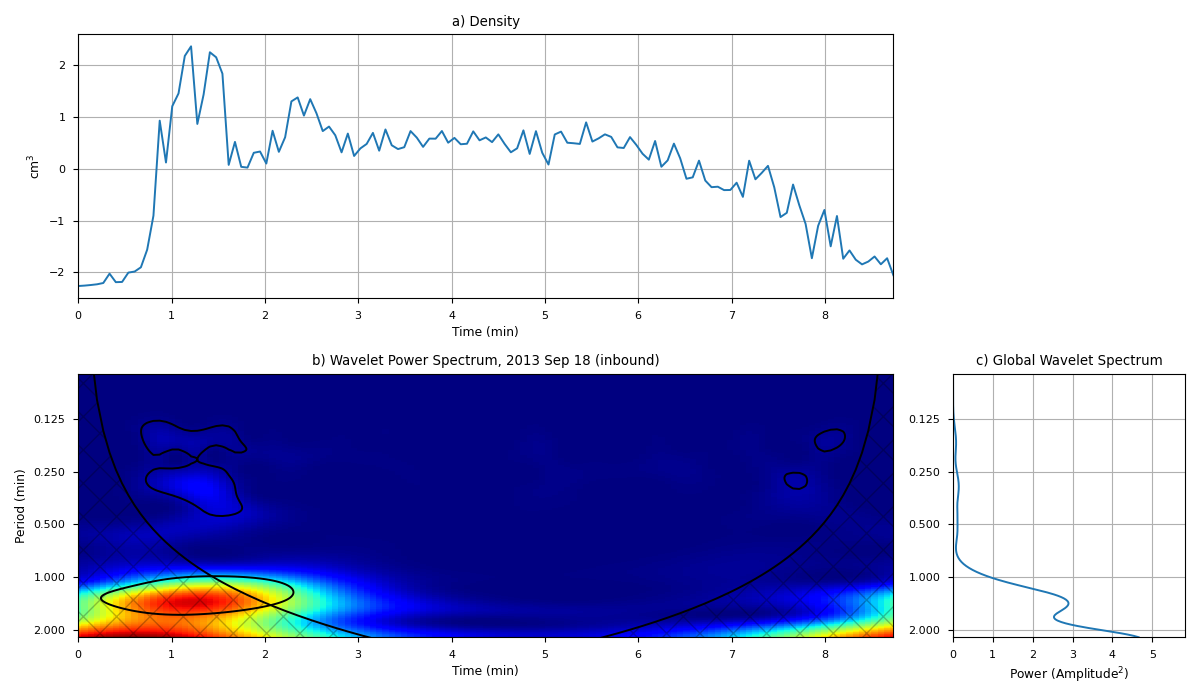 a) Density
cm³
2
1
0
−1
−2
0 1 2 3 4 5 6 7 8
Time (min)
b) Wavelet Power Spectrum, 2013 Sep 18 (inbound)
Period (min)
0.125
0.250
0.500
1.000
2.000
0 1 2 3 4 5 6 7 8
Time (min)
c) Global Wavelet Spectrum
0.125
0.250
0.500
1.000
2.000
0 1 2 3 4 5
Power (Amplitude²)